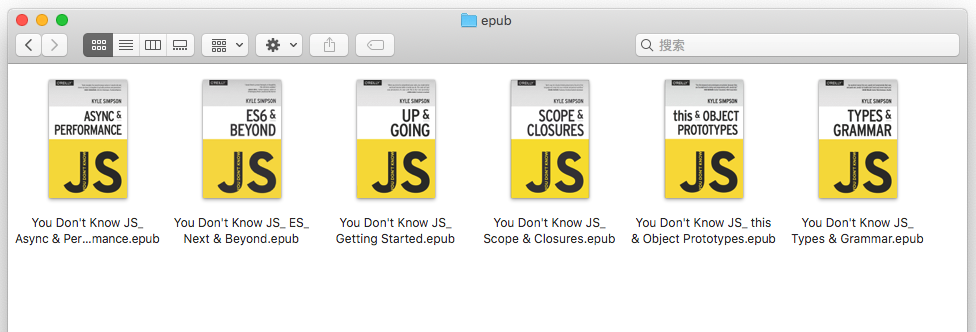 epub
搜索
O'REILLY
KYLE SIMPSON
ASYNC &
PERFORMANCE
YOU DON'T KNOW
JS
O'REILLY
KYLE SIMPSON
ES6 &
BEYOND
YOU DON'T KNOW
JS
O'REILLY
KYLE SIMPSON
UP &
GOING
YOU DON'T KNOW
JS
O'REILLY
KYLE SIMPSON
SCOPE &
CLOSURES
YOU DON'T KNOW
JS
O'REILLY
KYLE SIMPSON
this & OBJECT
PROTOTYPES
YOU DON'T KNOW
JS
O'REILLY
KYLE SIMPSON
TYPES &
GRAMMAR
YOU DON'T KNOW
JS
You Don't Know JS_
Async & Per...mance.epub
You Don't Know JS_ ES_
Next & Beyond.epub
You Don't Know JS_
Getting Started.epub
You Don't Know JS_
Scope & Closures.epub
You Don't Know JS_ this
& Object Prototypes.epub
You Don't Know JS_
Types & Grammar.epub